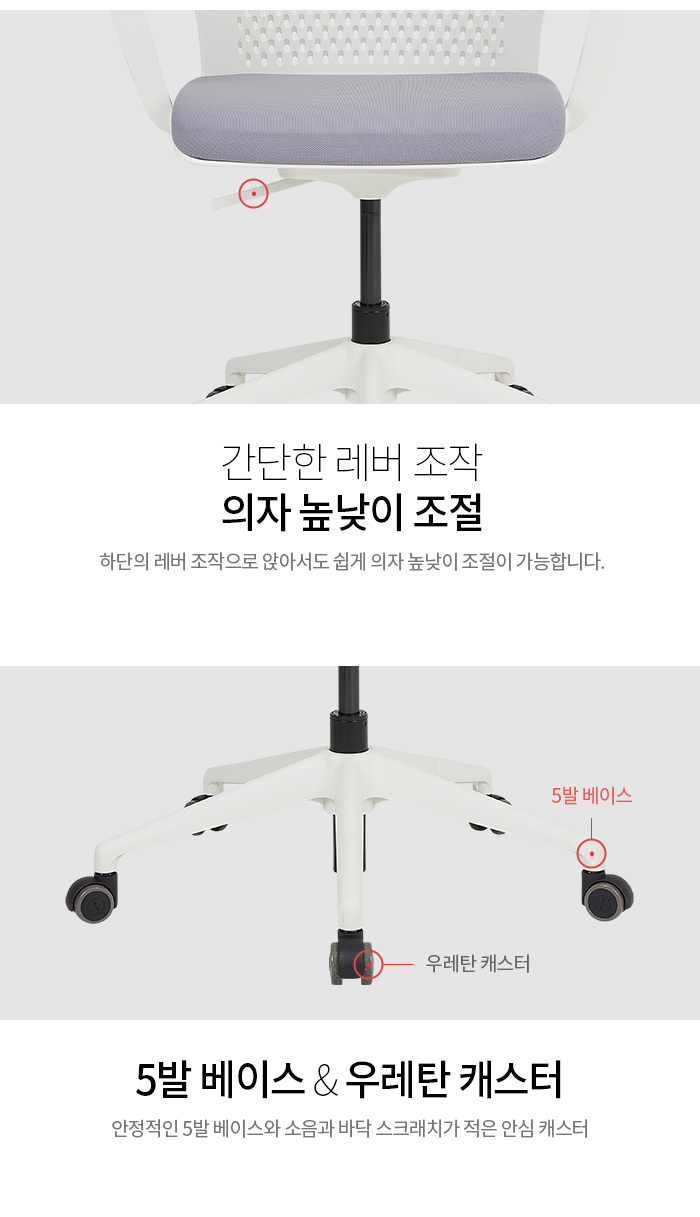 간단한 레버 조작
의자 높낮이 조절
하단의 레버 조작으로 앉아서도 쉽게 의자 높낮이 조절이 가능합니다.
5발 베이스
우레탄 캐스터
5발 베이스 & 우레탄 캐스터
안정적인 5발 베이스와 소음과 바닥 스크래치가 적은 안심 캐스터